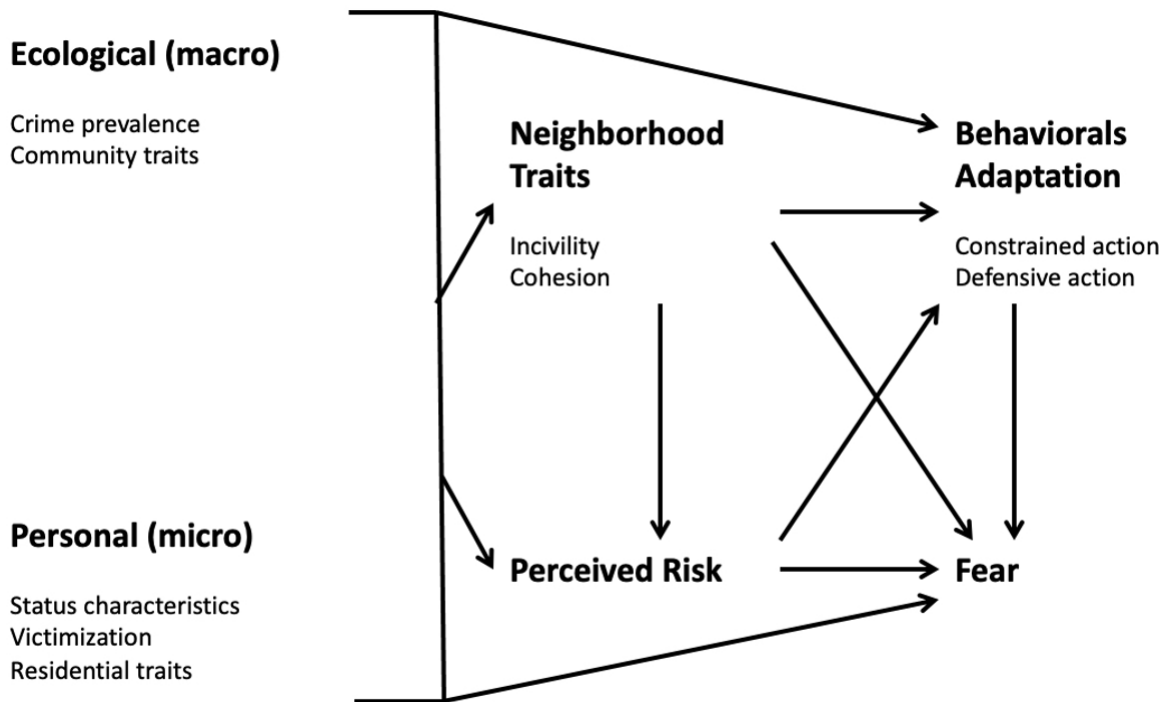 Ecological (macro)
Crime prevalence
Community traits
Neighborhood
Traits
Incivility
Cohesion
Behaviorals
Adaptation
Constrained action
Defensive action
Personal (micro)
Status characteristics
Victimization
Residential traits
Perceived Risk
Fear